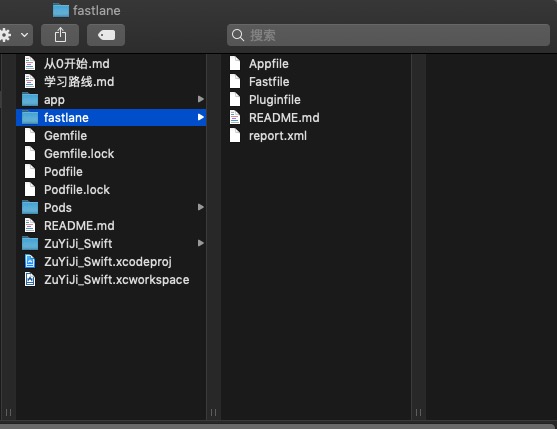 fastlane
搜索
从0开始.md
学习路线.md
app
fastlane
Gemfile
Gemfile.lock
Podfile
Podfile.lock
Pods
README.md
ZuYiJi_Swift
ZuYiJi_Swift.xcodeproj
ZuYiJi_Swift.xcworkspace
Appfile
Fastfile
Pluginfile
README.md
report.xml